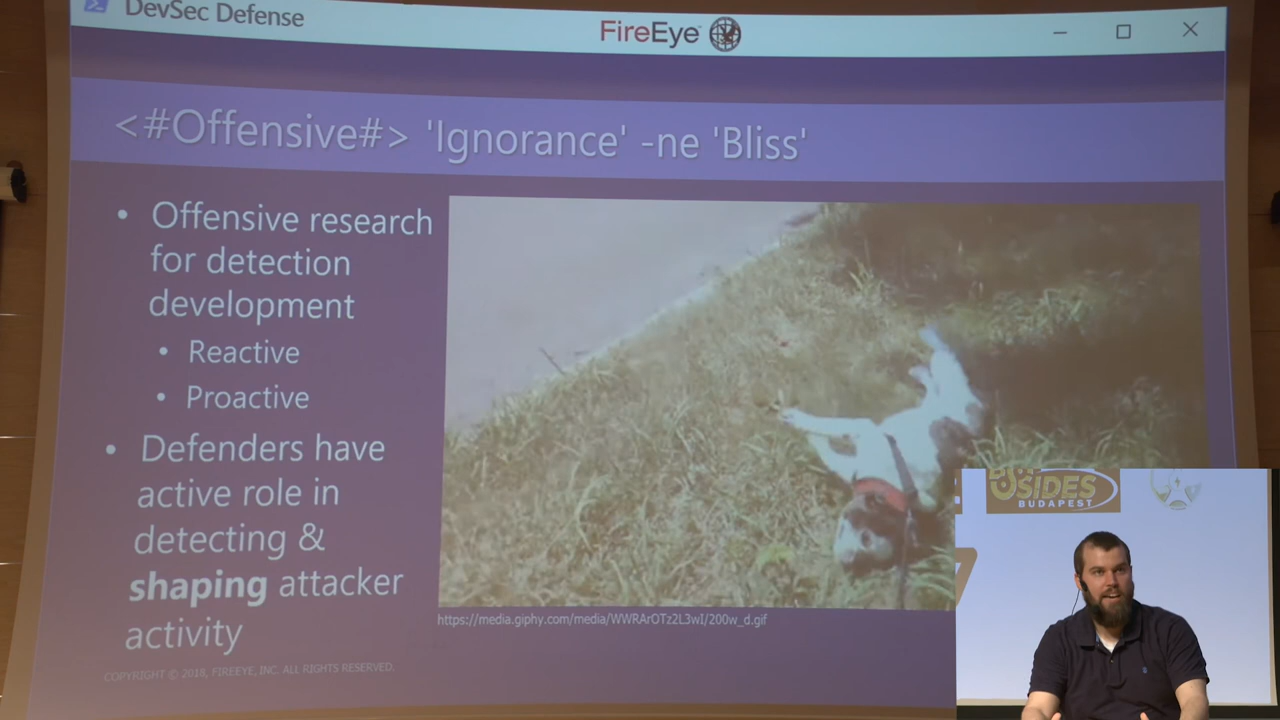 DevSec Defense
FireEye
<#Offensive#> 'Ignorance' -ne 'Bliss'
• Offensive research
for detection
development
• Reactive
• Proactive
• Defenders have
active role in
detecting &
shaping attacker
activity
https://media.giphy.com/media/WWRArOTz2L3wI/200w_d.gif
COPYRIGHT © 2018, FIREEYE, INC. ALL RIGHTS RESERVED.
SIDES
BUDAPEST
7